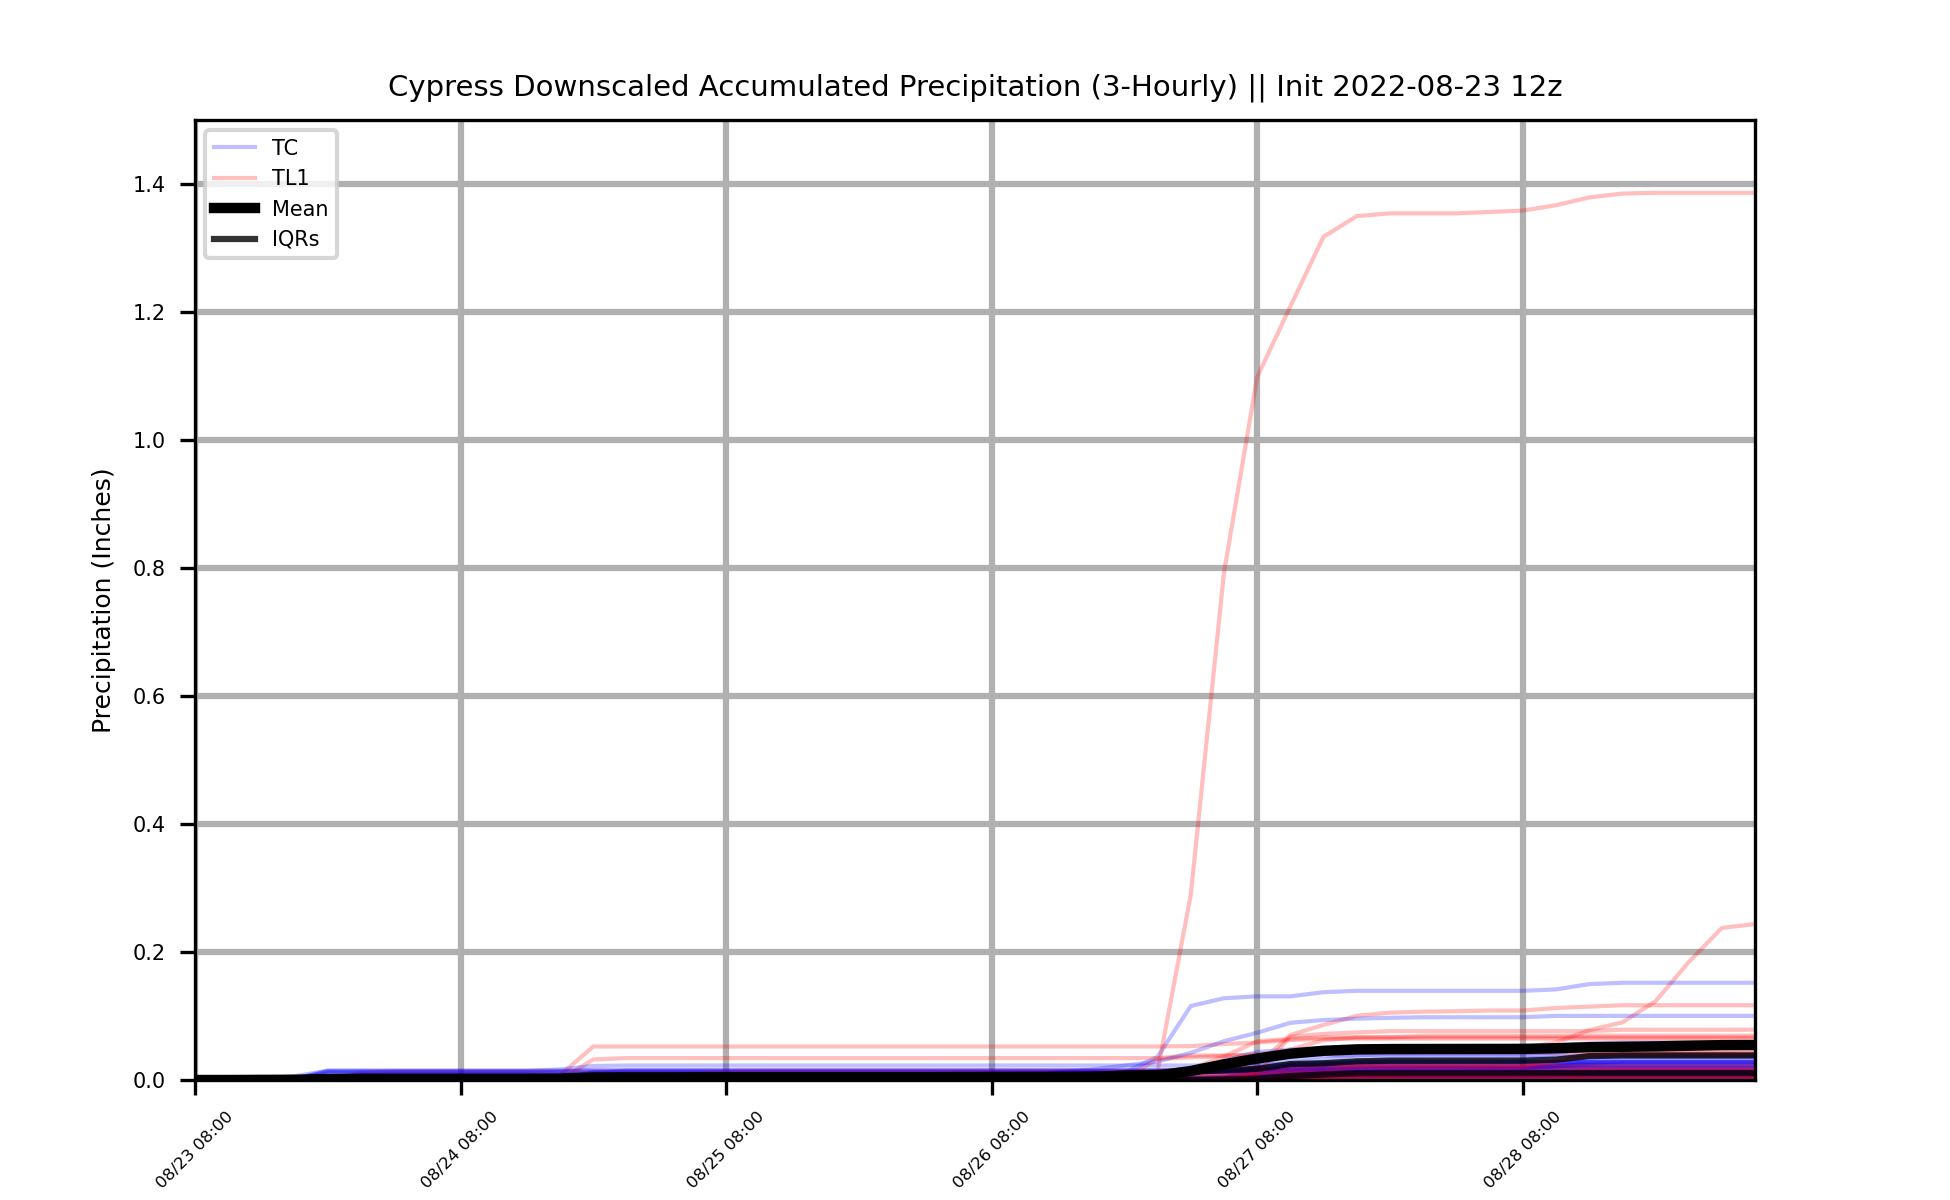 Cypress Downscaled Accumulated Precipitation (3-Hourly) || Init 2022-08-23 12z
TC
TL1
Mean
IQRs
Precipitation (Inches)
1.4
1.2
1.0
0.8
0.6
0.4
0.2
0.0
08/23 08:00
08/24 08:00
08/25 08:00
08/26 08:00
08/27 08:00
08/28 08:00